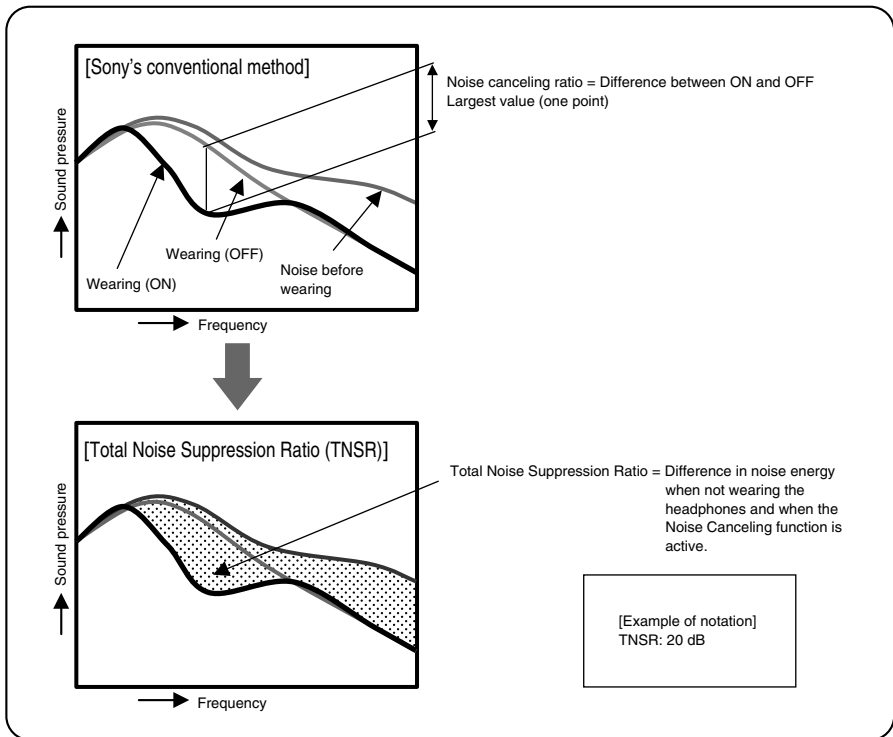 [Sony's conventional method]
Noise canceling ratio = Difference between ON and OFF
Largest value (one point)
Sound pressure
Wearing (OFF)
Wearing (ON)
Noise before
wearing
Frequency
[Total Noise Suppression Ratio (TNSR)]
Total Noise Suppression Ratio = Difference in noise energy
when not wearing the
headphones and when the
Noise Canceling function is
active.
Sound pressure
[Example of notation]
TNSR: 20 dB
Frequency